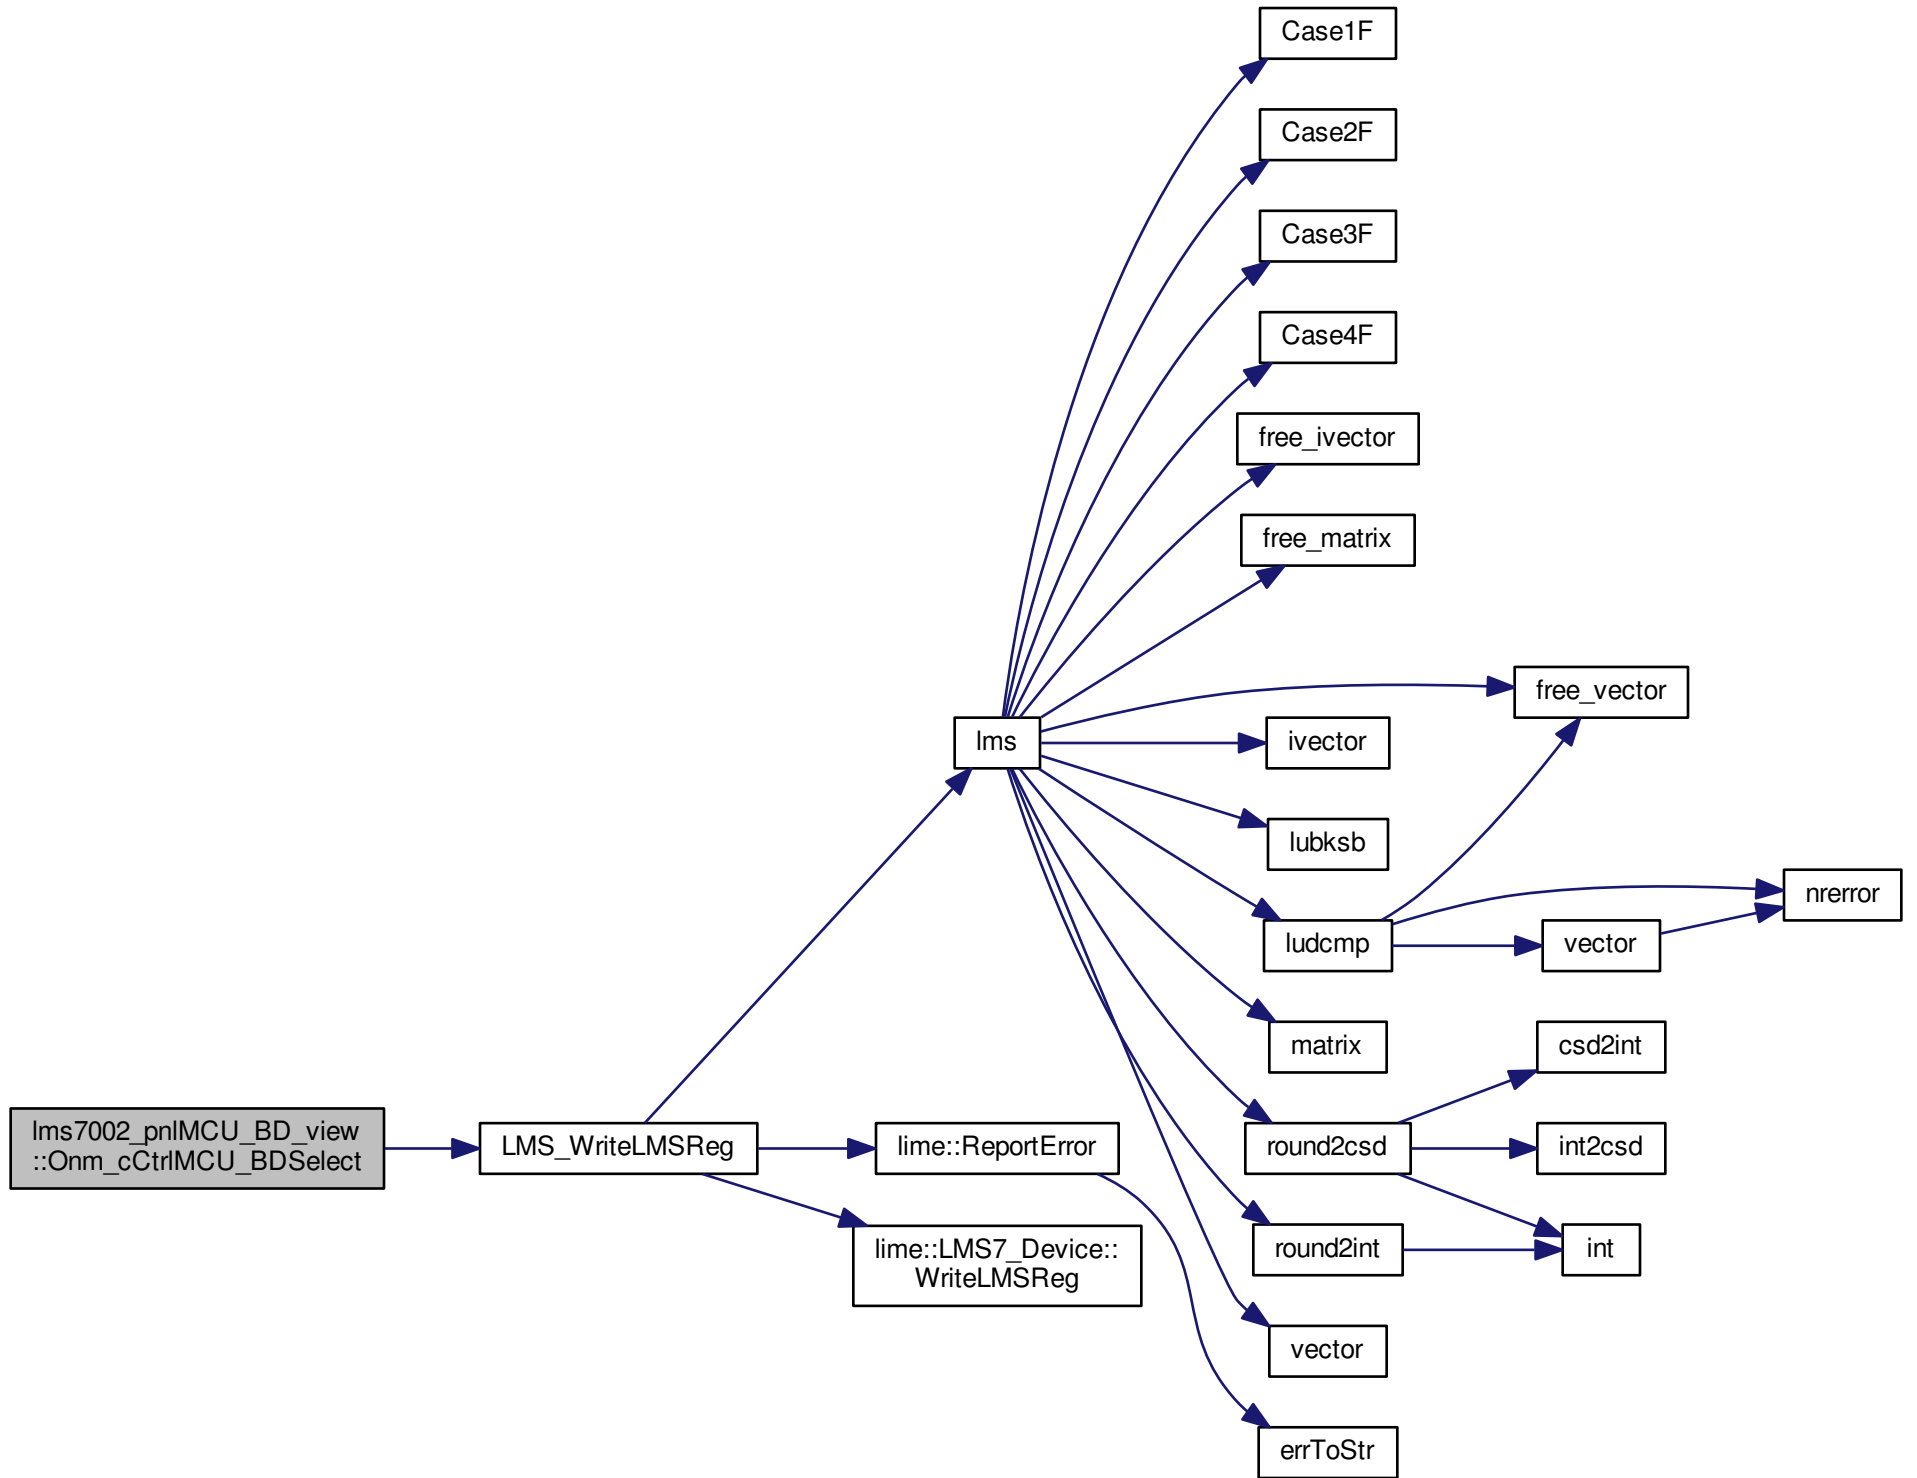 Case1F
Case2F
Case3F
Case4F
free_ivector
free_matrix
free_vector
lms
ivector
lubksb
nrerror
ludcmp
vector
matrix
csd2int
lms7002_pnlMCU_BD_view
::Onm_cCtrlMCU_BDSelect
LMS_WriteLMSReg
lime::ReportError
round2csd
int2csd
lime::LMS7_Device::
WriteLMSReg
round2int
int
vector
errToStr